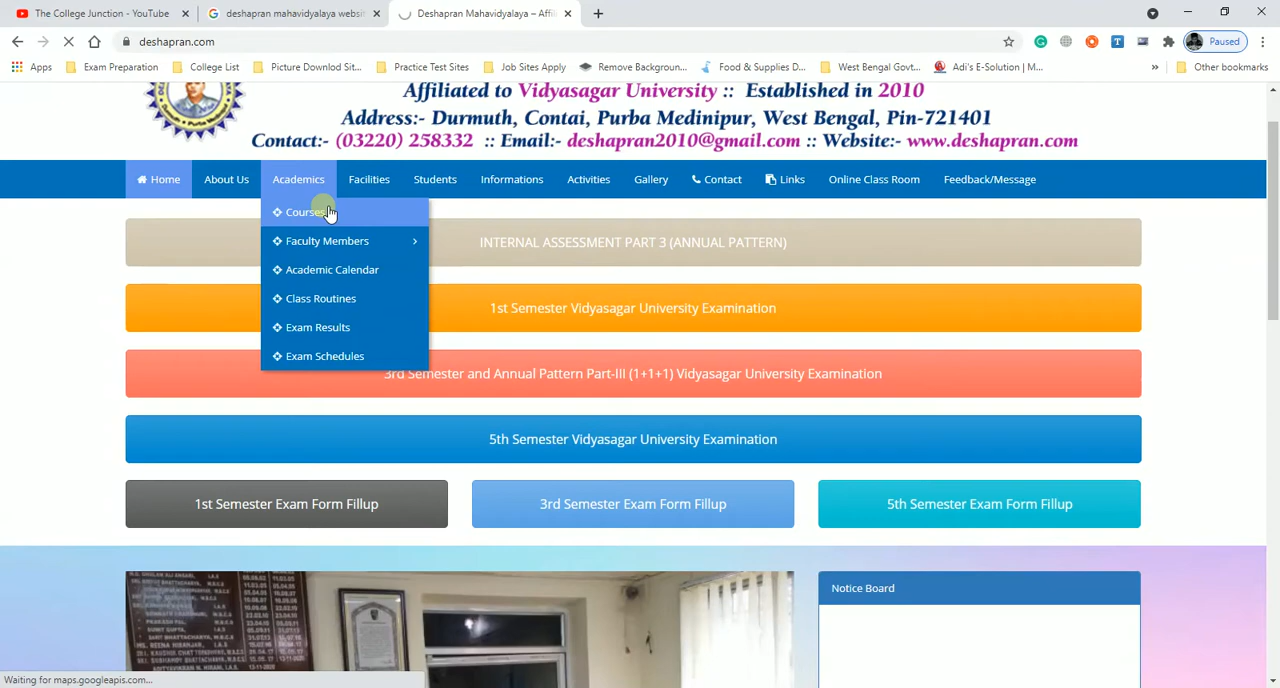 The College Junction - YouTube
deshapran mahavidyalaya websit
Deshapran Mahavidyalaya – Affili
deshapran.com
Paused
Apps
Exam Preparation
College List
Picture Downlod Sit...
Practice Test Sites
Job Sites Apply
Remove Backgroun...
Food & Supplies D...
West Bengal Govt...
Adi's E-Solution | M...
»
Other bookmarks
Affiliated to Vidyasagar University :: Established in 2010
Address:- Durmuth, Contai, Purba Medinipur, West Bengal, Pin-721401
Contact:- (03220) 258332 :: Email:- deshapran2010@gmail.com :: Website:- www.deshapran.com
Home About Us Academics Facilities Students Informations Activities Gallery Contact Links Online Class Room Feedback/Message
Courses
Faculty Members
Academic Calendar
Class Routines
Exam Results
Exam Schedules
INTERNAL ASSESSMENT PART 3 (ANNUAL PATTERN)
1st Semester Vidyasagar University Examination
3rd Semester and Annual Pattern Part-III (1+1+1) Vidyasagar University Examination
5th Semester Vidyasagar University Examination
1st Semester Exam Form Fillup
3rd Semester Exam Form Fillup
5th Semester Exam Form Fillup
Notice Board
Waiting for maps.googleapis.com...